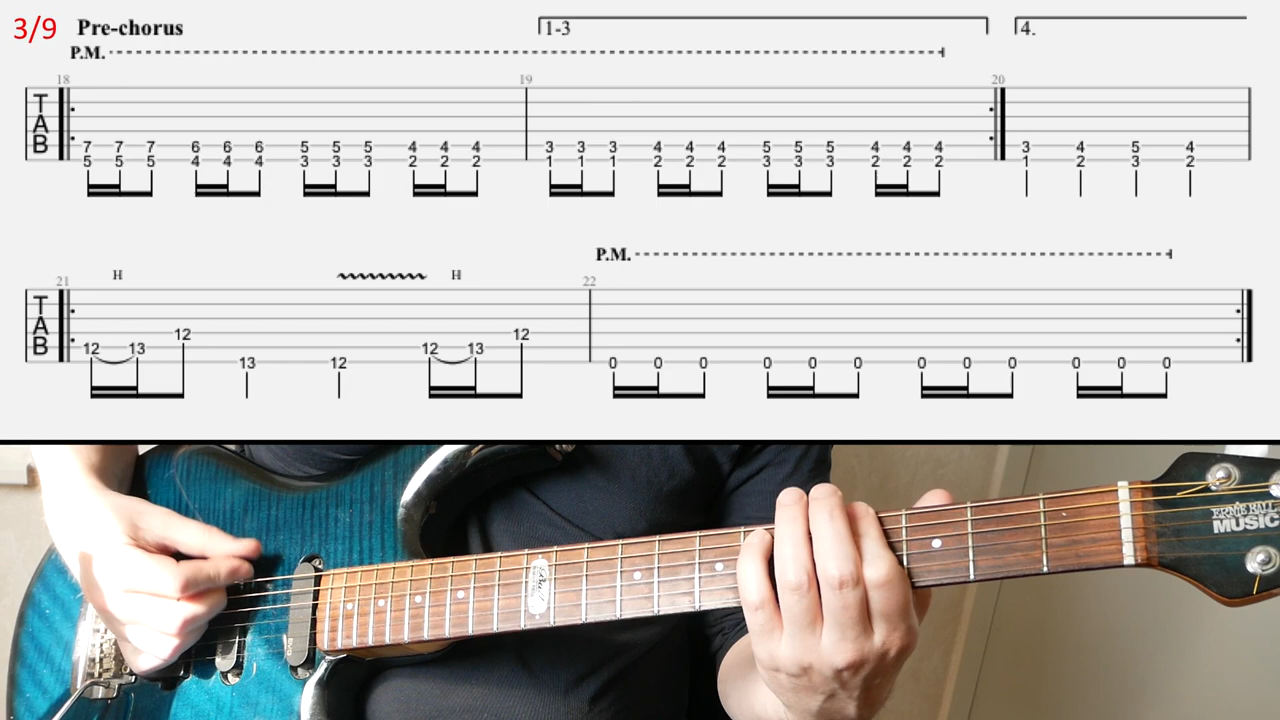 3/9 Pre-chorus 1-3 4.
P.M.
18 19 20
T
A
B
7 7 7 6 6 6 5 5 5 4 4 4 3 3 3 4 4 4 5 5 5 4 4 4 3 4 5 4
5 5 5 4 4 4 3 3 3 2 2 2 1 1 1 2 2 2 3 3 3 2 2 2 1 2 3 2
P.M.
H H
21 22
T
A
B
12 12
12 13 12 13
13 12 0 0 0 0 0 0 0 0 0 0 0 0
ERNIE BALL
MUSIC